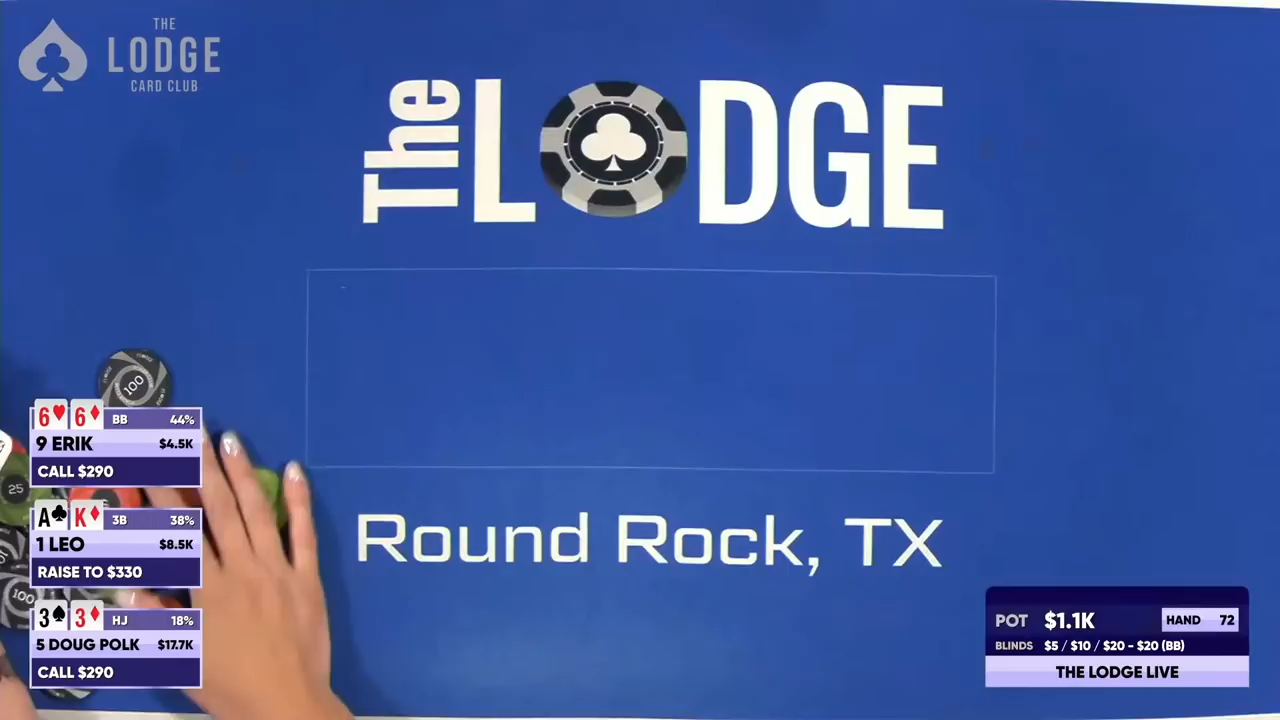 THE
LODGE
CARD CLUB
The LODGE
100
6 6 BB 44%
9 ERIK $4.5K
CALL $290
25
A K 3B 38%
1 LEO $8.5K
RAISE TO $330
100
3 3 HJ 18%
5 DOUG POLK $17.7K
CALL $290
Round Rock, TX
POT $1.1K HAND 72
BLINDS $5 / $10 / $20 - $20 (BB)
THE LODGE LIVE